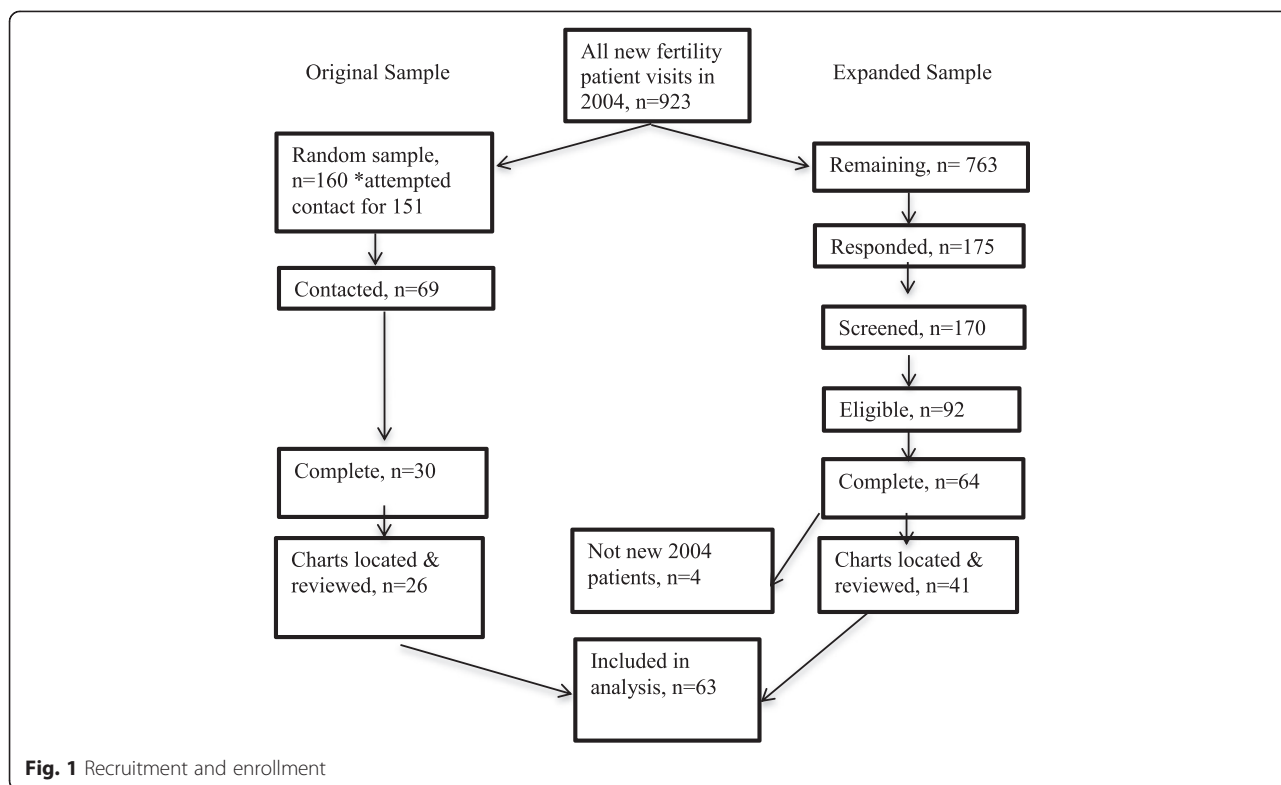 All new fertility
patient visits in
2004, n=923
Original Sample
Expanded Sample
Random sample,
n=160 *attempted
contact for 151
Remaining, n= 763
Responded, n=175
Contacted, n=69
Screened, n=170
Eligible, n=92
Complete, n=30
Complete, n=64
Not new 2004
patients, n=4
Charts located &
reviewed, n=26
Charts located &
reviewed, n=41
Included in
analysis, n=63
Fig. 1 Recruitment and enrollment